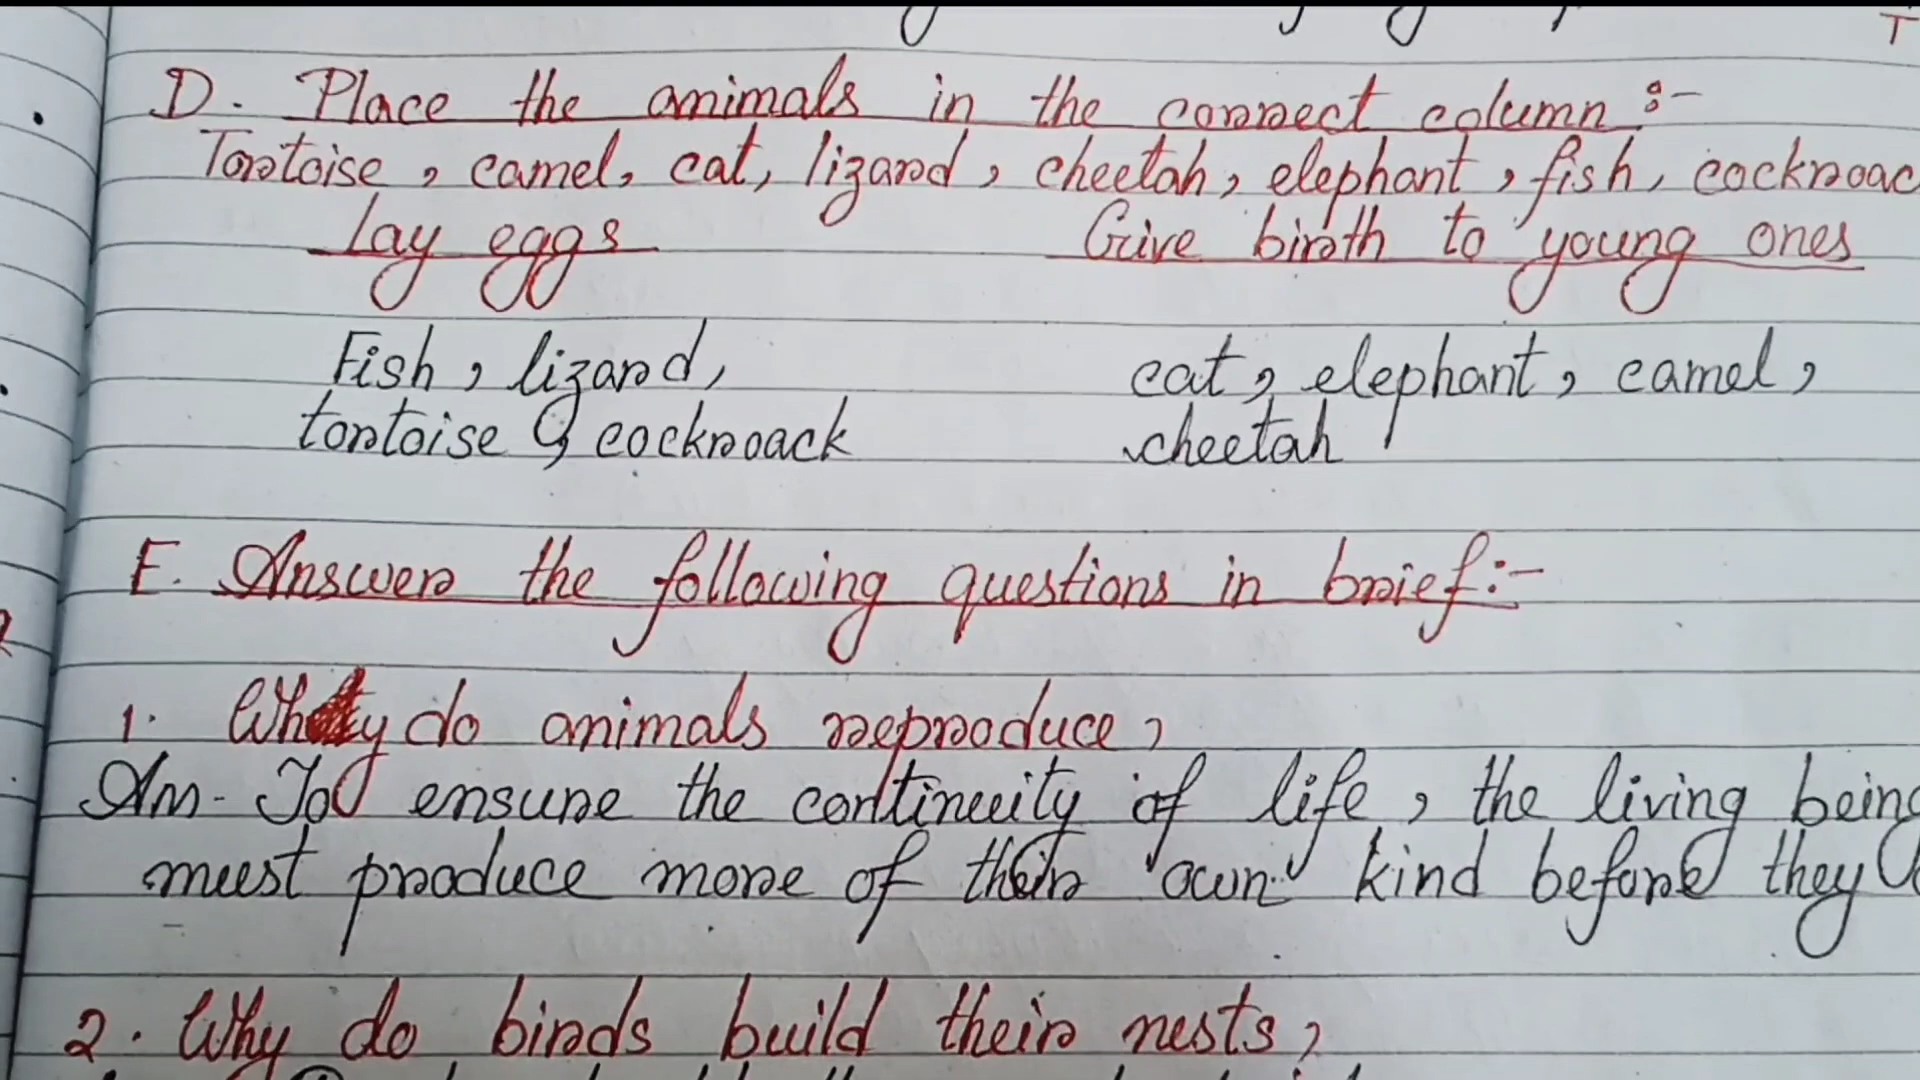 D. Place the animals in the correct column :-
Tortoise, camel, cat, lizard, cheetah, elephant, fish, cockroac
lay eggs Give birth to young ones
Fish, lizard, cat, elephant, camel,
tortoise, cockroack cheetah
E. Answer the following questions in brief:-
1. Why do animals reproduce,
Ans- To ensure the continuity of life, the living being
must produce more of their own kind before they
2. Why do birds build their nests,